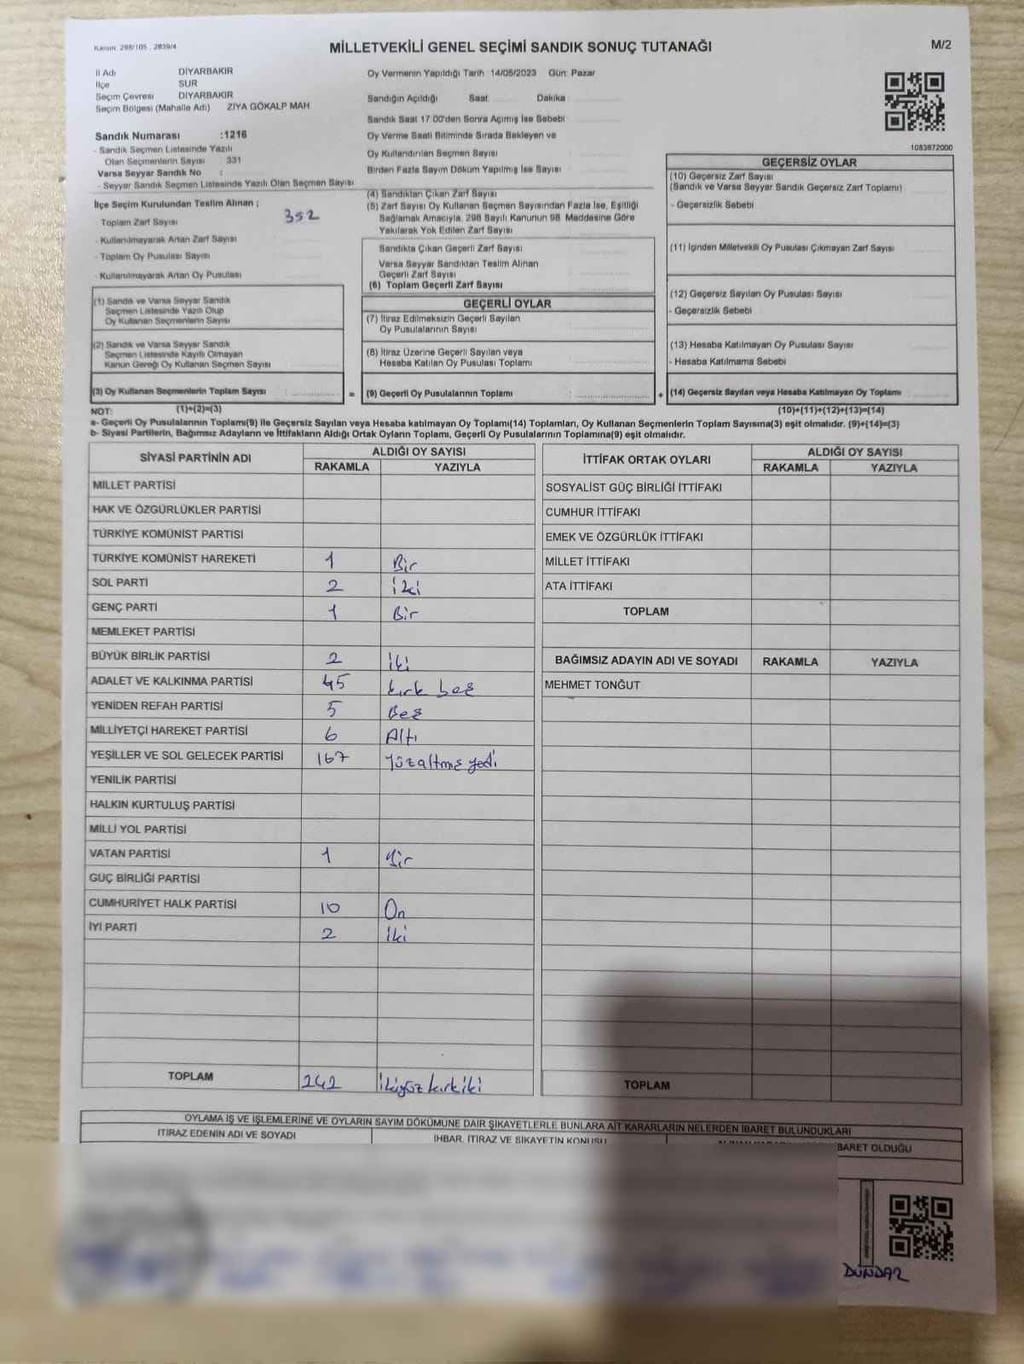 Kanun: 298/105 , 2839/4
MİLLETVEKİLİ GENEL SEÇİMİ SANDIK SONUÇ TUTANAĞI
M/2
İl Adı DİYARBAKIR
İlçe SUR
Seçim Çevresi DİYARBAKIR
Seçim Bölgesi (Mahalle Adı) ZİYA GÖKALP MAH
Sandık Numarası :1216
- Sandık Seçmen Listesinde Yazılı
Olan Seçmenlerin Sayısı 331
Varsa Seyyar Sandık No :
- Seyyar Sandık Seçmen Listesinde Yazılı Olan Seçmen Sayısı
İlçe Seçim Kurulundan Teslim Alınan ;
- Toplam Zarf Sayısı 352
- Kullanılmayarak Artan Zarf Sayısı
- Toplam Oy Pusulası Sayısı
- Kullanılmayarak Artan Oy Pusulası
Oy Vermenin Yapıldığı Tarih 14/05/2023 Gün: Pazar
Sandığın Açıldığı Saat Dakika
Sandık Saat 17:00'den Sonra Açımış İse Sebebi
Oy Verme Saati Bitiminde Sırada Bekleyen ve
Oy Kullandırılan Seçmen Sayısı
Birden Fazla Sayım Döküm Yapılmış İse Sayısı
(4) Sandıktan Çıkan Zarf Sayısı
(5) Zarf Sayısı Oy Kullanan Seçmen Sayısından Fazla İse, Eşitliği
Sağlamak Amacıyla, 298 Sayılı Kanunun 98. Maddesine Göre
Yakılarak Yok Edilen Zarf Sayısı
Sandıkta Çıkan Geçerli Zarf Sayısı
Varsa Seyyar Sandıktan Teslim Alınan
Geçerli Zarf Sayısı
(6) Toplam Geçerli Zarf Sayısı
1083872000
GEÇERSİZ OYLAR
(10) Geçersiz Zarf Sayısı
(Sandık ve Varsa Seyyar Sandık Geçersiz Zarf Toplamı)
- Geçersizlik Sebebi
(11) İçinden Milletvekili Oy Pusulası Çıkmayan Zarf Sayısı
(12) Geçersiz Sayılan Oy Pusulası Sayısı
- Geçersizlik Sebebi
(13) Hesaba Katılmayan Oy Pusulası Sayısı
- Hesaba Katılmama Sebebi
(14) Geçersiz Sayılan veya Hesaba Katılmayan Oy Toplamı
(10)+(11)+(12)+(13)=(14)
(1) Sandık ve Varsa Seyyar Sandık
Seçmen Listesinde Yazılı Olup
Oy Kullanan Seçmenlerin Sayısı
(2) Sandık ve Varsa Seyyar Sandık
Seçmen Listesinde Kayıtlı Olmayan
Kanun Gereği Oy Kullanan Seçmen Sayısı
(3) Oy Kullanan Seçmenlerin Toplam Sayısı =
(1)+(2)=(3)
GEÇERLİ OYLAR
(7) İtiraz Edilmeksizin Geçerli Sayılan
Oy Pusulalarının Sayısı
(8) İtiraz Üzerine Geçerli Sayılan veya
Hesaba Katılan Oy Pusulası Toplamı
(9) Geçerli Oy Pusulalarının Toplamı +
NOT:
a- Geçerli Oy Pusulalarının Toplamı(9) ile Geçersiz Sayılan veya Hesaba katılmayan Oy Toplamı(14) Toplamları, Oy Kullanan Seçmenlerin Toplam Sayısına(3) eşit olmalıdır. (9)+(14)=(3)
b- Siyasi Partilerin, Bağımsız Adayların ve İttifakların Aldığı Ortak Oyların Toplamı, Geçerli Oy Pusulalarının Toplamına(9) eşit olmalıdır.
SİYASİ PARTİNİN ADI ALDIĞI OY SAYISI
RAKAMLA YAZIYLA
MİLLET PARTİSİ
HAK VE ÖZGÜRLÜKLER PARTİSİ
TÜRKİYE KOMÜNİST PARTİSİ
TÜRKİYE KOMÜNİST HAREKETİ 1 Bir
SOL PARTİ 2 iki
GENÇ PARTİ 1 Bir
MEMLEKET PARTİSİ
BÜYÜK BİRLİK PARTİSİ 2 iki
ADALET VE KALKINMA PARTİSİ 45 kırk beş
YENİDEN REFAH PARTİSİ 5 Beş
MİLLİYETÇİ HAREKET PARTİSİ 6 Altı
YEŞİLLER VE SOL GELECEK PARTİSİ 167 Yüzaltmış yedi
YENİLİK PARTİSİ
HALKIN KURTULUŞ PARTİSİ
MİLLİ YOL PARTİSİ
VATAN PARTİSİ 1 Bir
GÜÇ BİRLİĞİ PARTİSİ
CUMHURİYET HALK PARTİSİ 10 On
İYİ PARTİ 2 iki
TOPLAM 242 ikiyüz kırkiki
İTTİFAK ORTAK OYLARI ALDIĞI OY SAYISI
RAKAMLA YAZIYLA
SOSYALİST GÜÇ BİRLİĞİ İTTİFAKI
CUMHUR İTTİFAKI
EMEK VE ÖZGÜRLÜK İTTİFAKI
MİLLET İTTİFAKI
ATA İTTİFAKI
TOPLAM
BAĞIMSIZ ADAYIN ADI VE SOYADI RAKAMLA YAZIYLA
MEHMET TONĞUT
TOPLAM
OYLAMA İŞ VE İŞLEMLERİNE VE OYLARIN SAYIM DÖKÜMÜNE DAİR ŞİKAYETLERLE BUNLARA AİT KARARLARIN NELERDEN İBARET BULUNDUKLARI
İTİRAZ EDENİN ADI VE SOYADI İHBAR, İTİRAZ VE ŞİKAYETİN KONUSU
BARET OLDUĞU
DÜNDAR